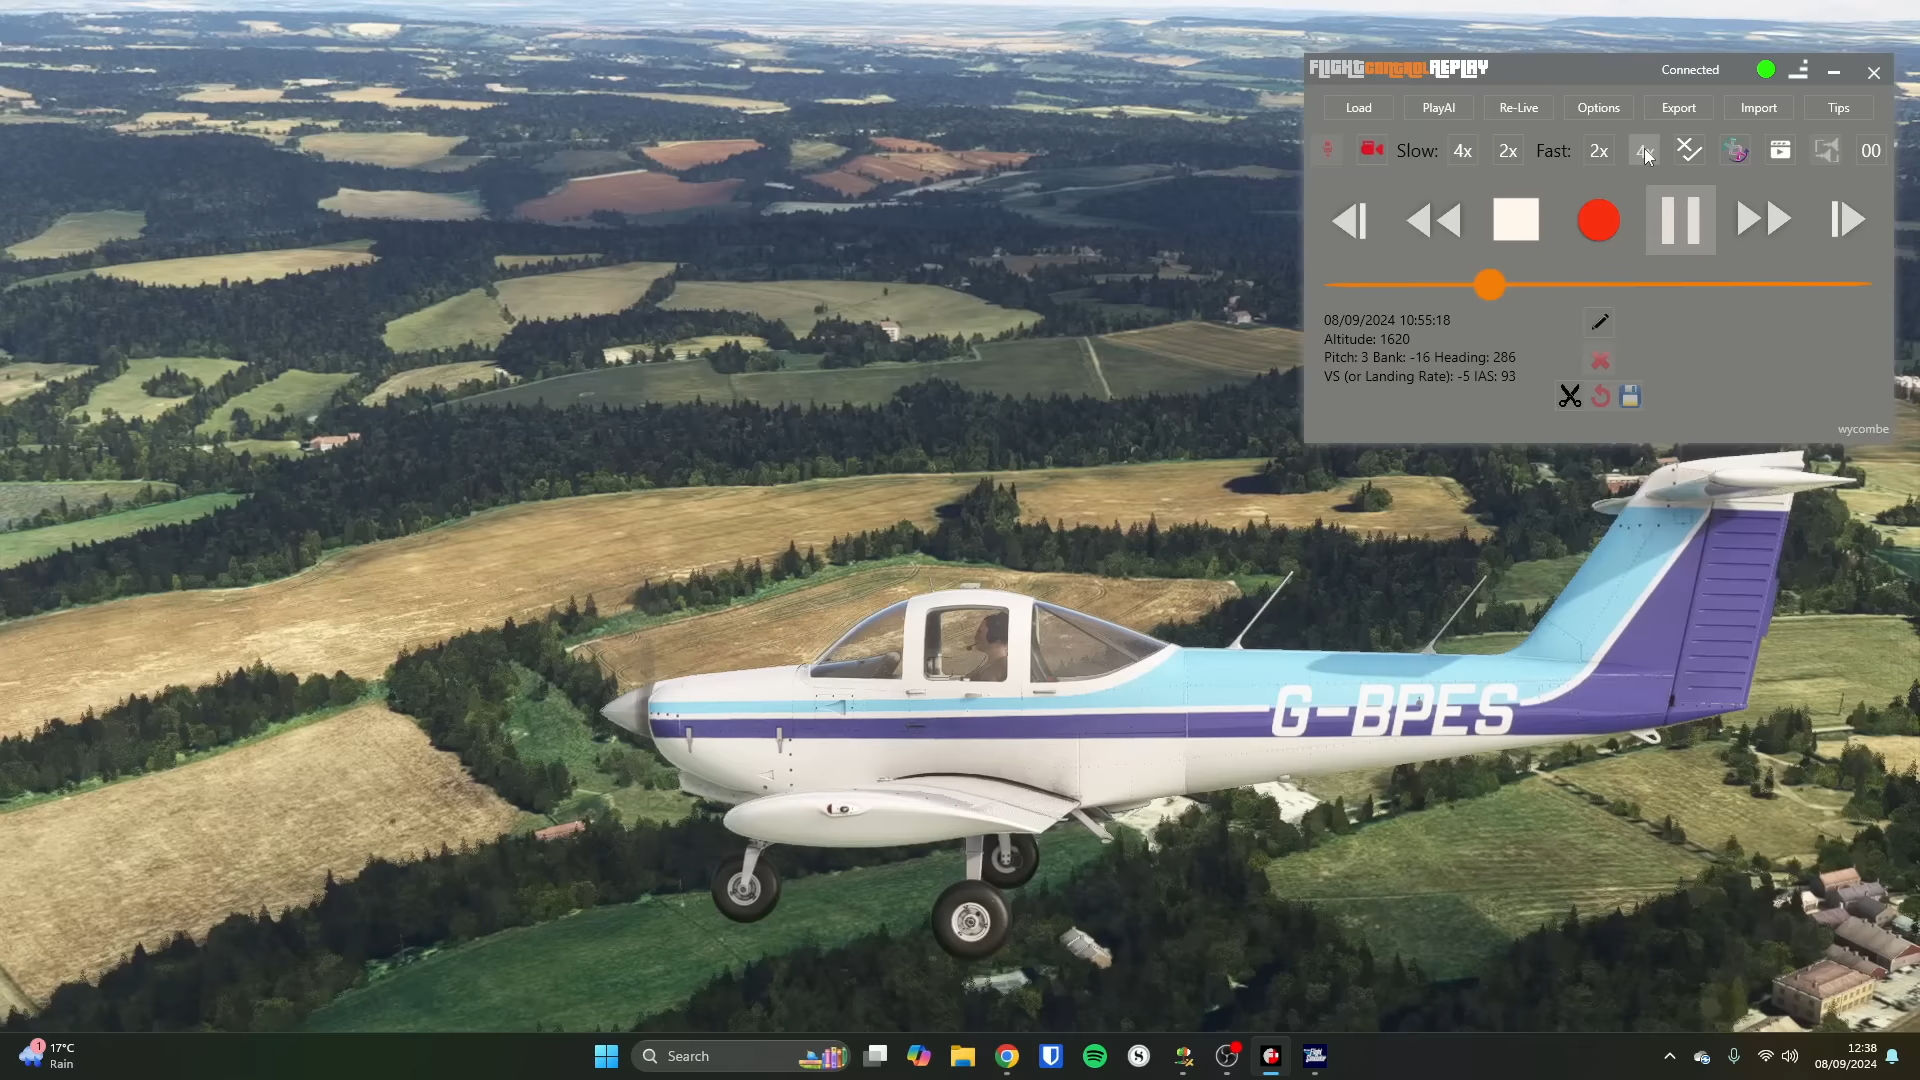 FLIGHTCONTROLREPLAY
Connected
Load
PlayAI
Re-Live
Options
Export
Import
Tips
Slow:
4x
2x
Fast:
2x
4x
00
08/09/2024 10:55:18
Altitude: 1620
Pitch: 3 Bank: -16 Heading: 286
VS (or Landing Rate): -5 IAS: 93
wycombe
G-BPES
1
17°C
Rain
Search
12:38
08/09/2024